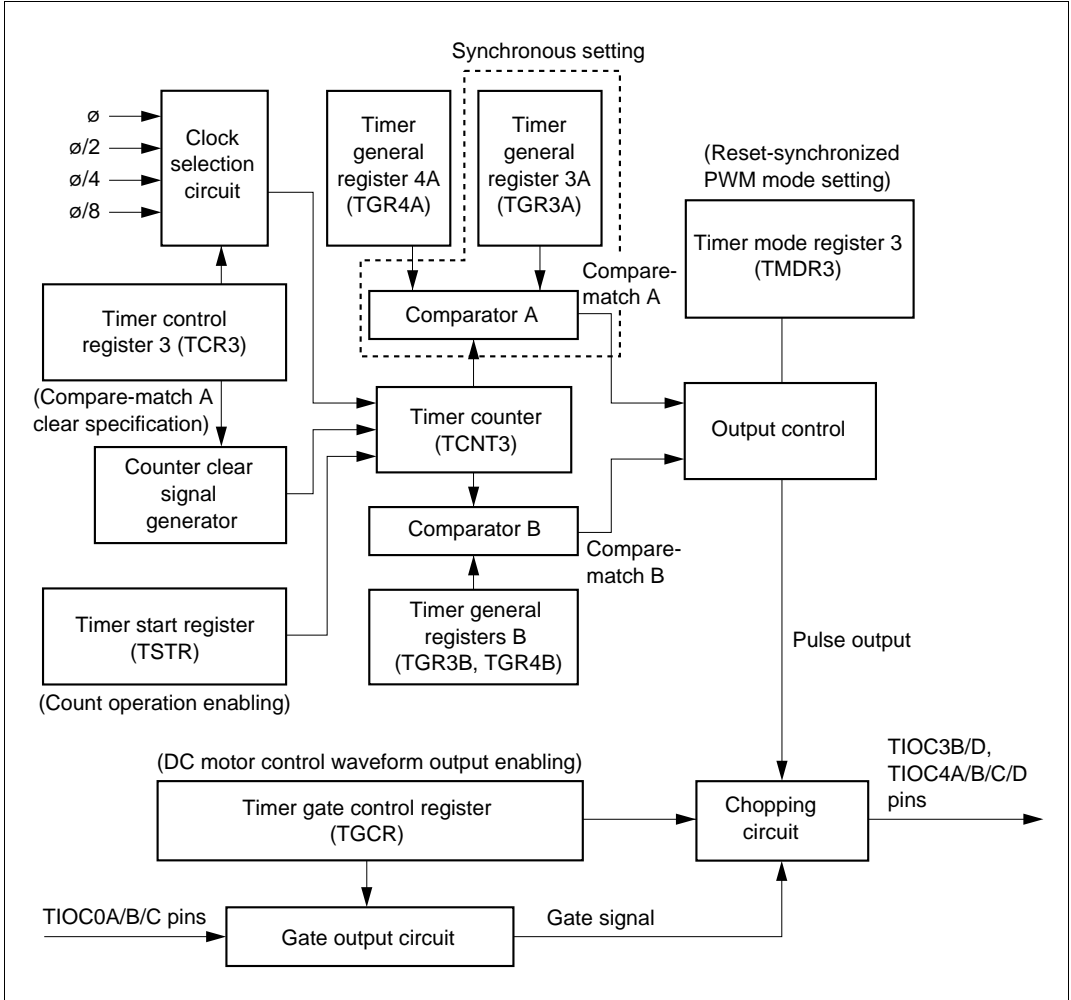 Synchronous setting
ø
ø/2
ø/4
ø/8
Clock
selection
circuit
Timer
general
register 4A
(TGR4A)
Timer
general
register 3A
(TGR3A)
(Reset-synchronized
PWM mode setting)
Timer mode register 3
(TMDR3)
Compare-
match A
Comparator A
Timer control
register 3 (TCR3)
(Compare-match A
clear specification)
Timer counter
(TCNT3)
Output control
Counter clear
signal
generator
Comparator B
Compare-
match B
Timer start register
(TSTR)
(Count operation enabling)
Timer general
registers B
(TGR3B, TGR4B)
Pulse output
(DC motor control waveform output enabling)
Timer gate control register
(TGCR)
Chopping
circuit
TIOC3B/D,
TIOC4A/B/C/D
pins
TIOC0A/B/C pins
Gate output circuit
Gate signal